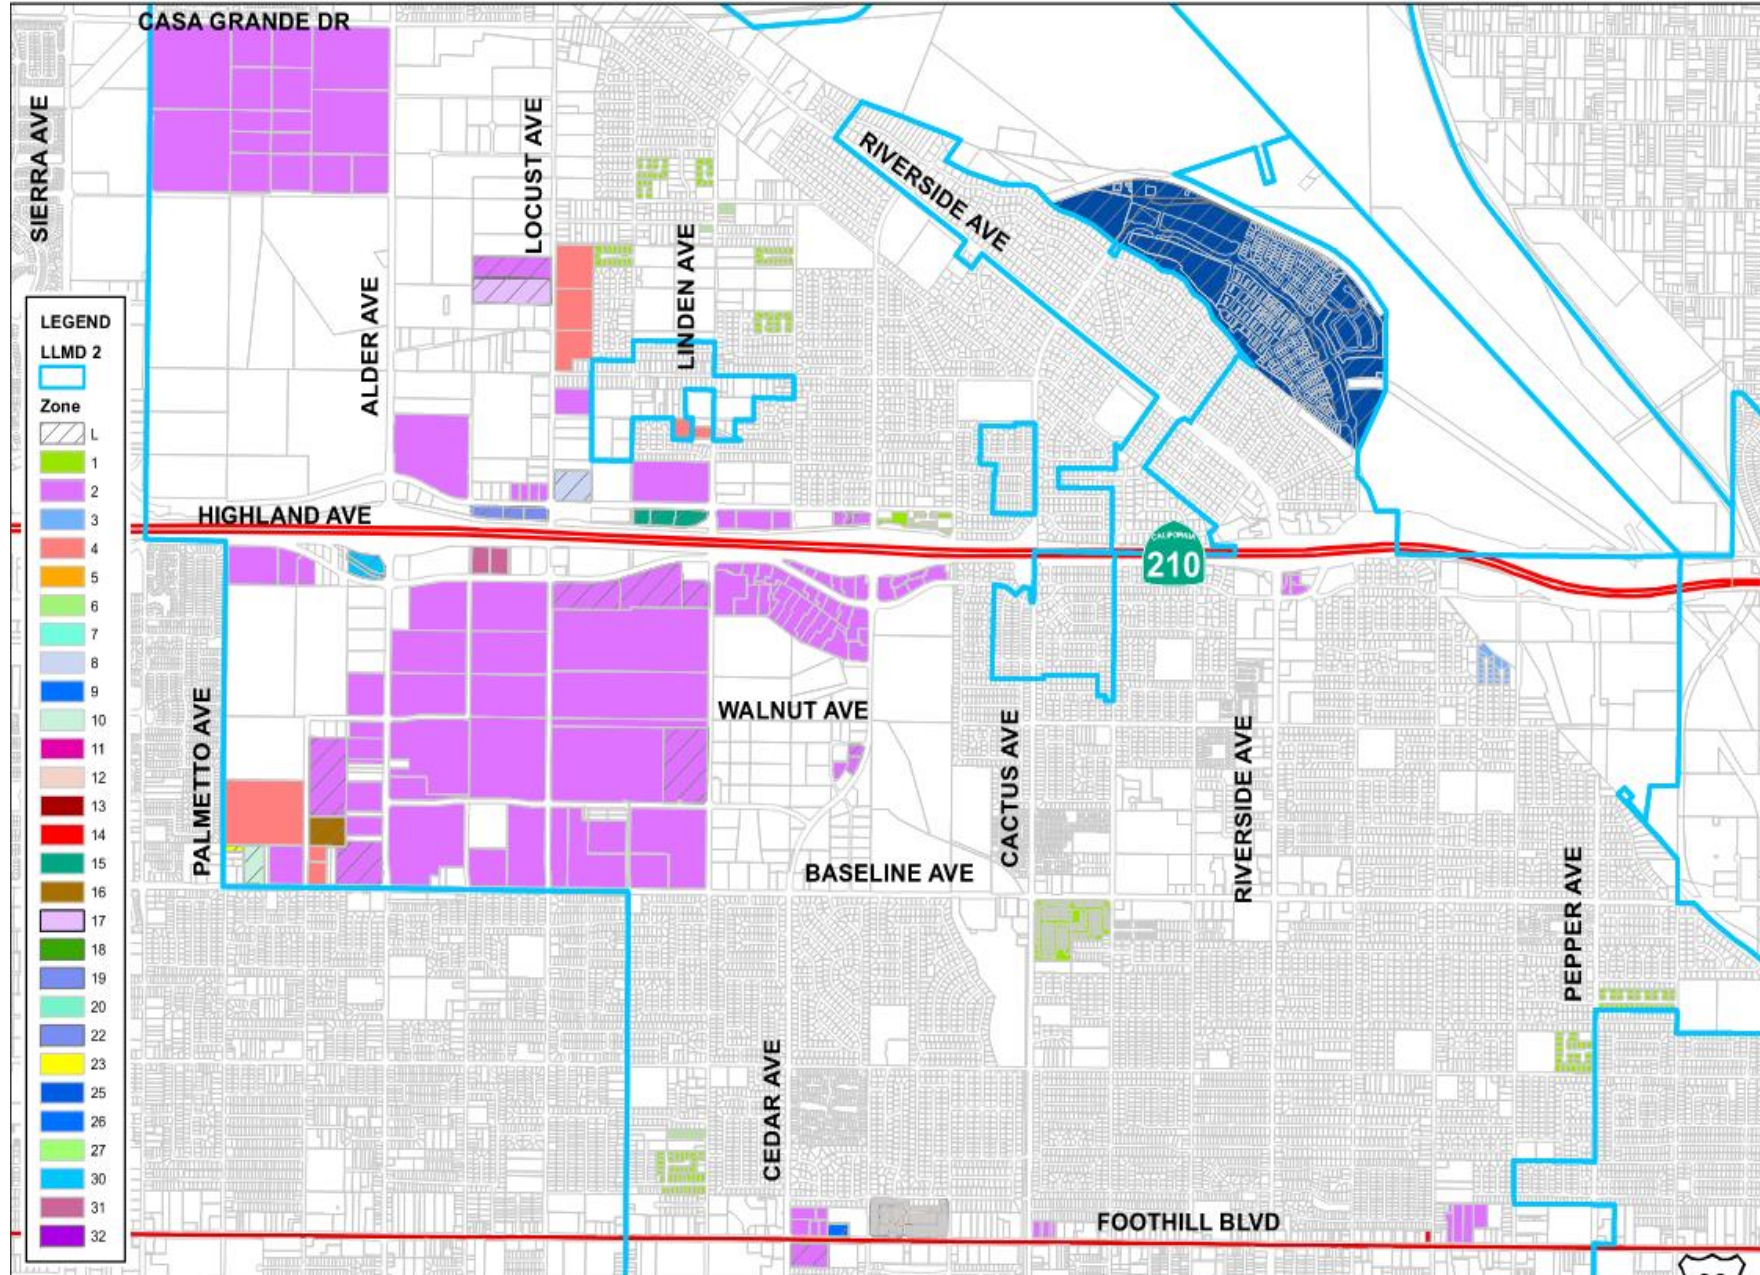 CASA GRANDE DR
SIERRA AVE
LOCUST AVE
RIVERSIDE AVE
LINDEN AVE
ALDER AVE
LEGEND
LLMD 2
Zone
L
1
2
3
4
5
6
7
8
9
10
11
12
13
14
15
16
17
18
19
20
22
23
25
26
27
30
31
32
HIGHLAND AVE
CALIFORNIA
210
PALMETTO AVE
WALNUT AVE
CACTUS AVE
RIVERSIDE AVE
BASELINE AVE
PEPPER AVE
CEDAR AVE
FOOTHILL BLVD